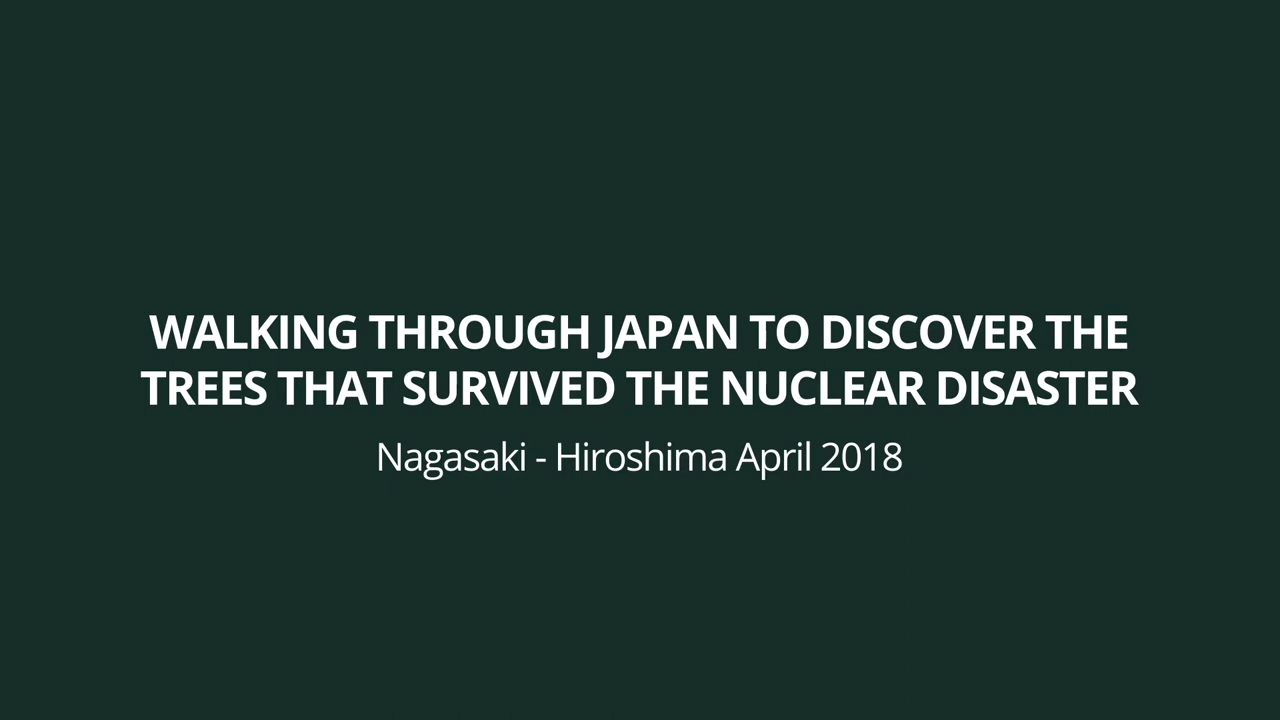 WALKING THROUGH JAPAN TO DISCOVER THE
TREES THAT SURVIVED THE NUCLEAR DISASTER
Nagasaki - Hiroshima April 2018